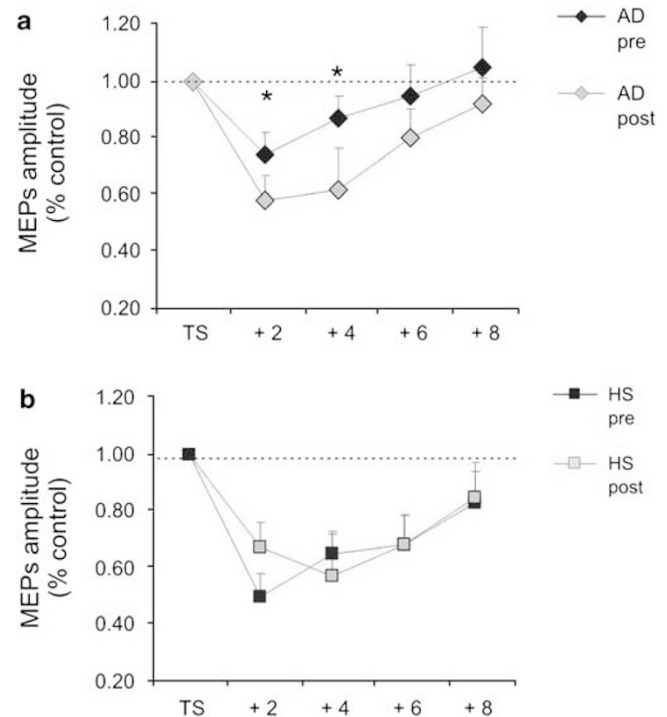 a
1.20
1.00
0.80
0.60
0.40
0.20
MEPs amplitude
(% control)
* *
TS + 2 + 4 + 6 + 8
AD
pre
AD
post
b
1.20
1.00
0.80
0.60
0.40
0.20
MEPs amplitude
(% control)
TS + 2 + 4 + 6 + 8
HS
pre
HS
post